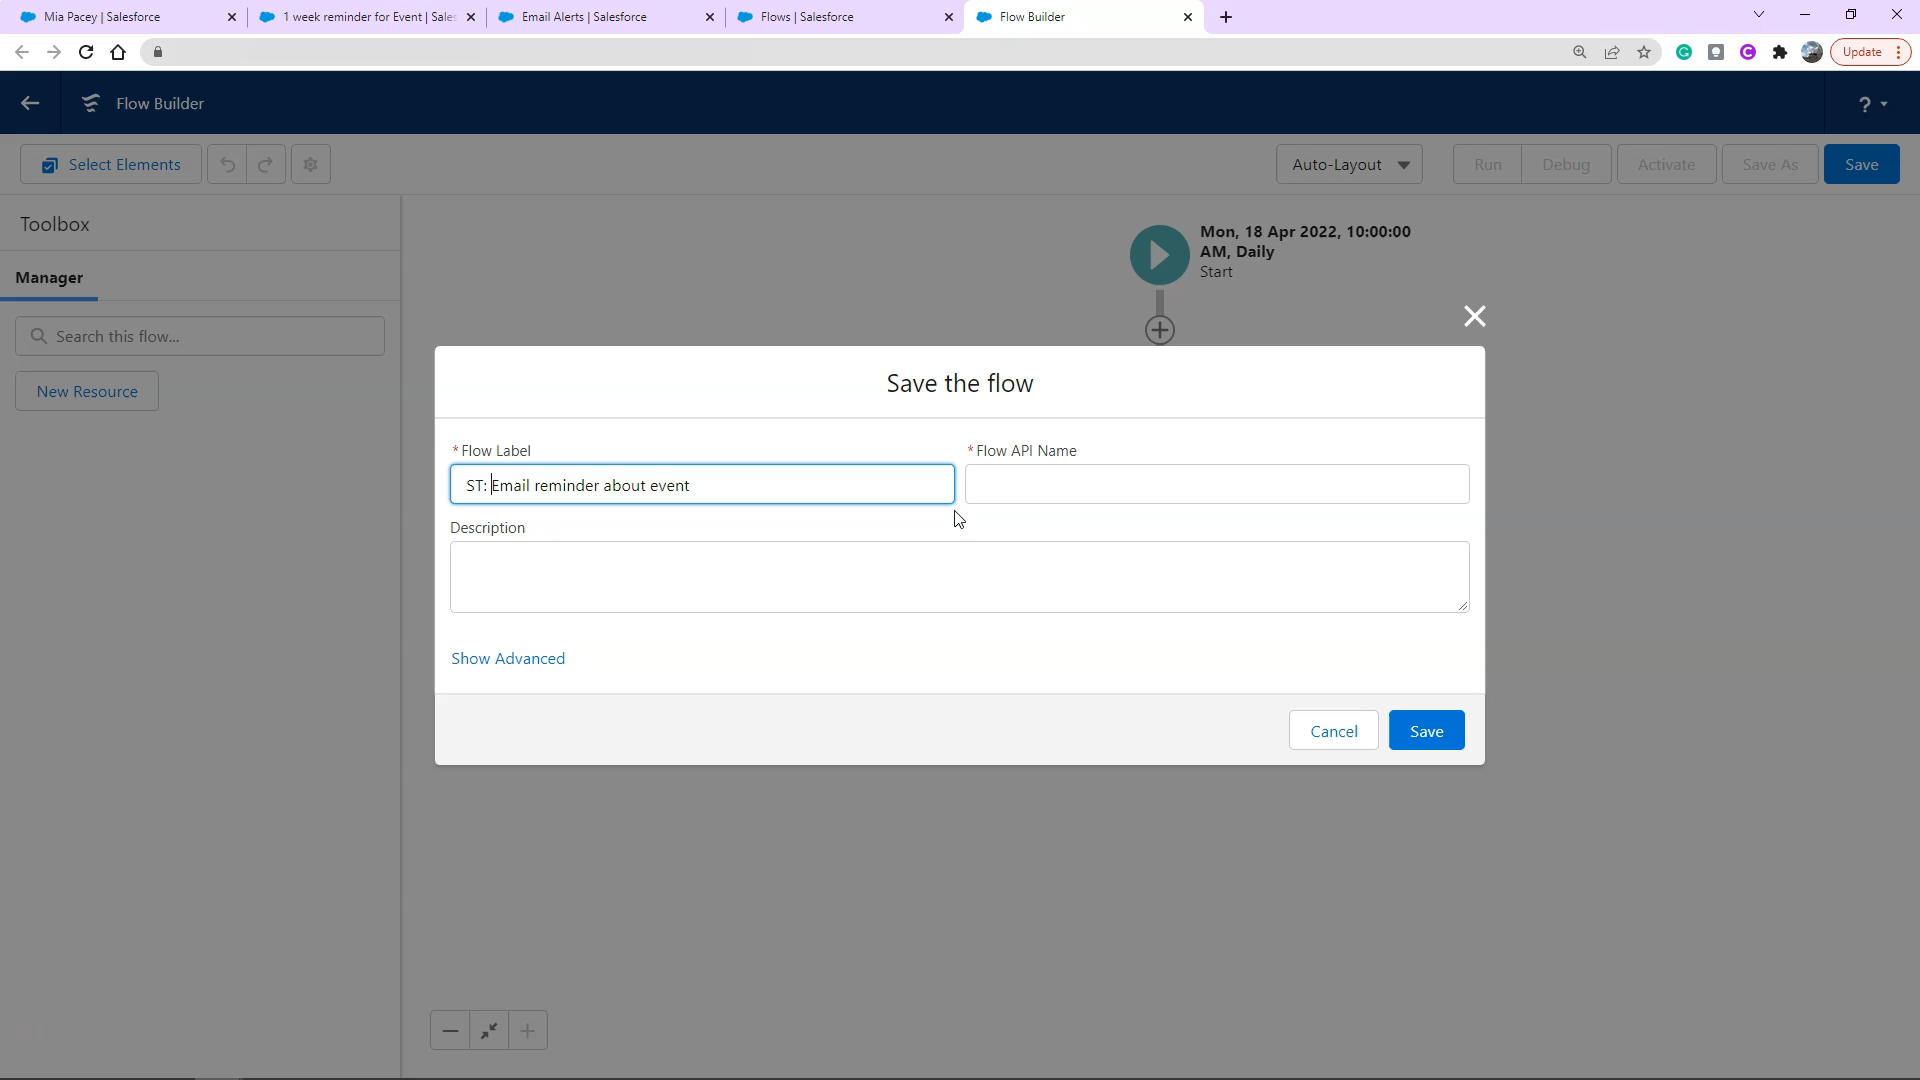 Mia Pacey | Salesforce
1 week reminder for Event | Sales
Email Alerts | Salesforce
Flows | Salesforce
Flow Builder
Update
Flow Builder
?
Select Elements
Auto-Layout
Run
Debug
Activate
Save As
Save
Toolbox
Manager
Search this flow...
New Resource
Mon, 18 Apr 2022, 10:00:00
AM, Daily
Start
Save the flow
* Flow Label
* Flow API Name
ST: Email reminder about event
Description
Show Advanced
Cancel
Save